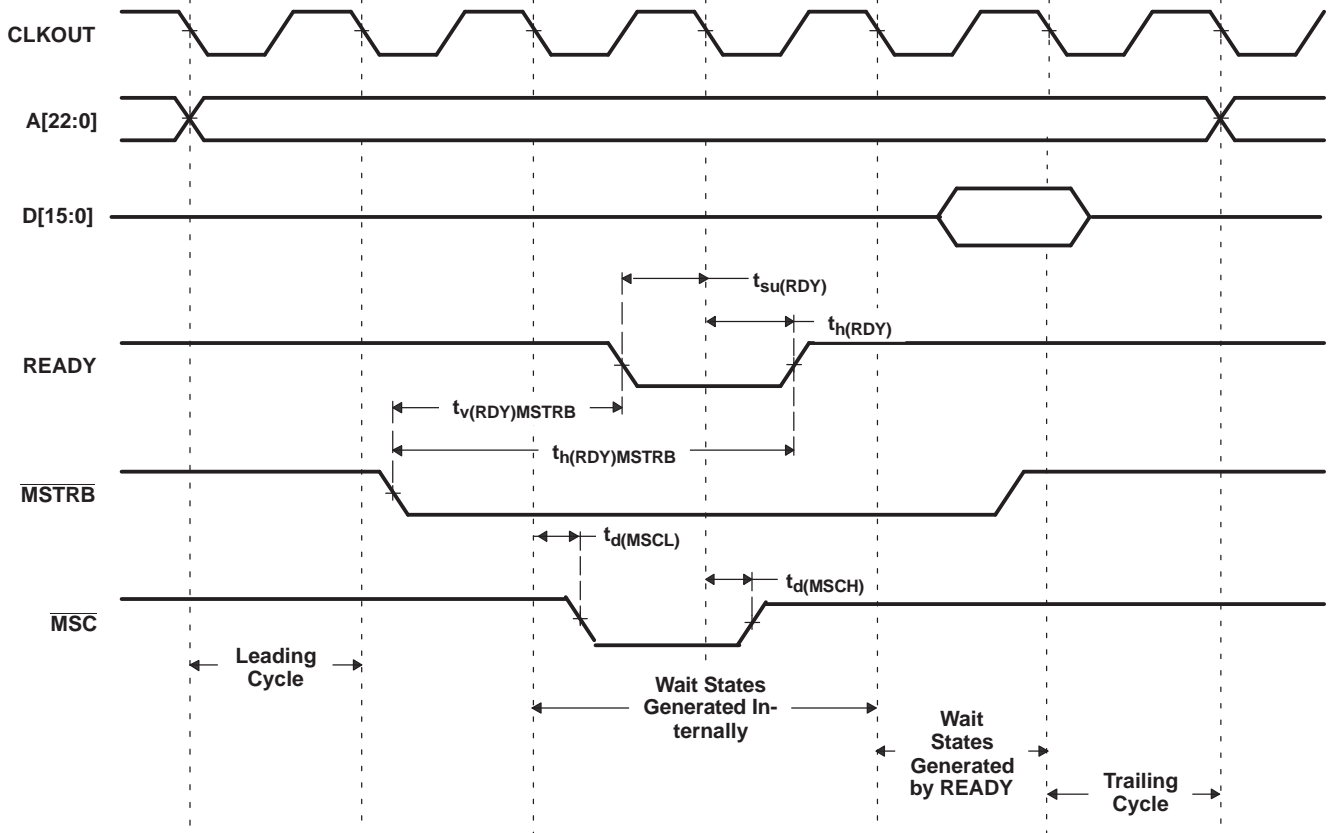 CLKOUT
A[22:0]
D[15:0]
tsu(RDY)
th(RDY)
READY
tv(RDY)MSTRB
th(RDY)MSTRB
MSTRB
td(MSCL)
td(MSCH)
MSC
Leading
Cycle
Wait States
Generated In-
ternally
Wait
States
Generated
by READY
Trailing
Cycle